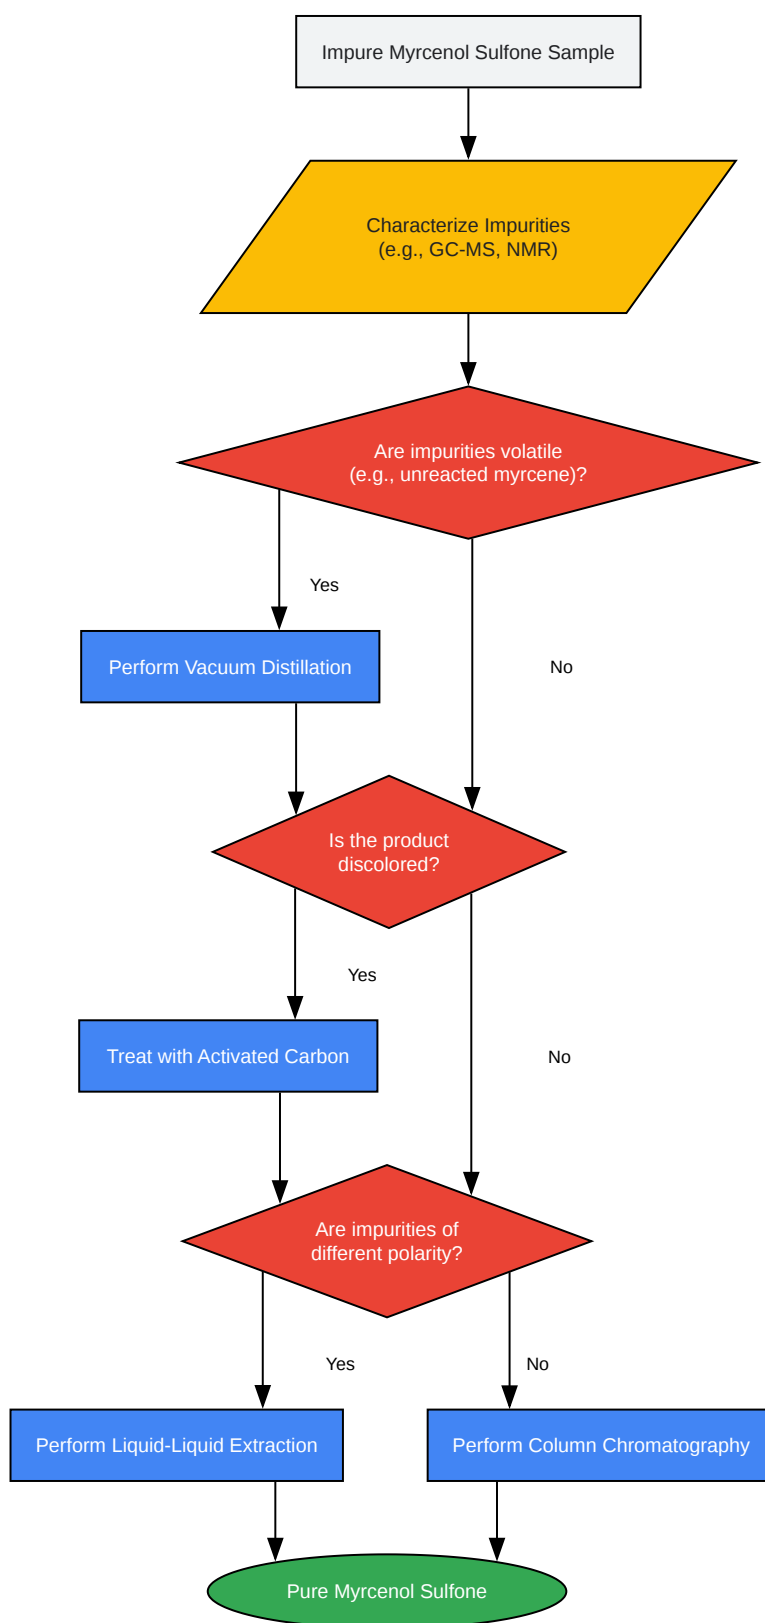 Impure Myrcenol Sulfone Sample
Characterize Impurities
(e.g., GC-MS, NMR)
Are impurities volatile
(e.g., unreacted myrcene)?
Yes
Perform Vacuum Distillation
No
Is the product
discolored?
Yes
Treat with Activated Carbon
No
Are impurities of
different polarity?
Yes
No
Perform Liquid-Liquid Extraction
Perform Column Chromatography
Pure Myrcenol Sulfone